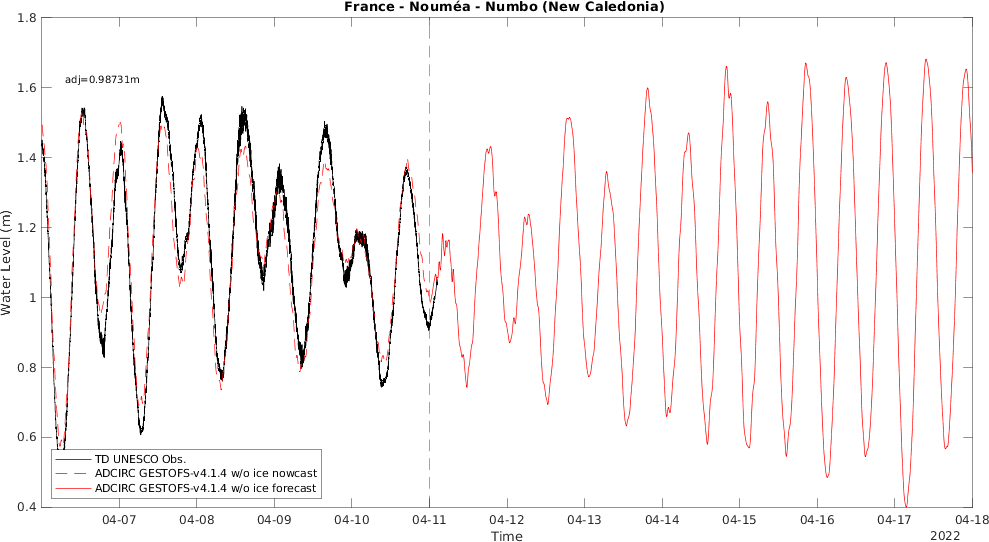 France - Nouméa - Numbo (New Caledonia)
1.8
1.6
1.4
1.2
1
0.8
0.6
0.4
Water Level (m)
adj=0.98731m
TD UNESCO Obs.
ADCIRC GESTOFS-v4.1.4 w/o ice nowcast
ADCIRC GESTOFS-v4.1.4 w/o ice forecast
04-07 04-08 04-09 04-10 04-11 04-12 04-13 04-14 04-15 04-16 04-17 04-18
Time
2022